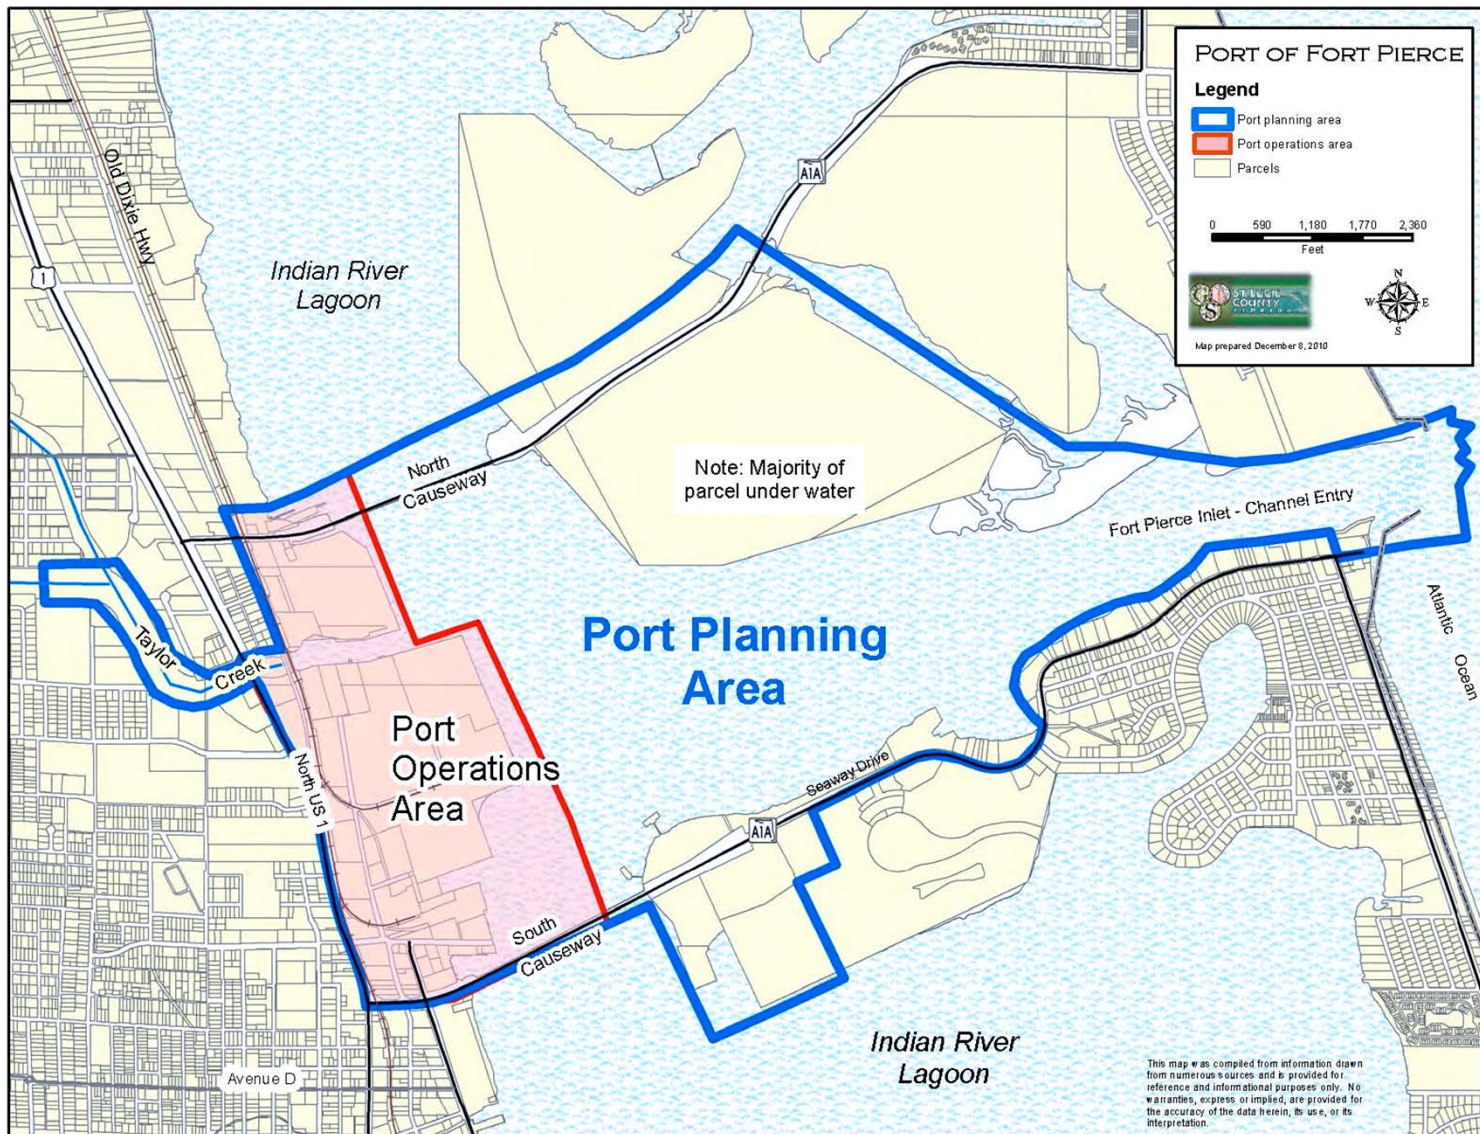 PORT OF FORT PIERCE
Legend
Port planning area
Port operations area
Parcels
0 590 1,180 1,770 2,360
Feet
ST. LUCIE
COUNTY
FLORIDA
N
W E
S
Map prepared December 8, 2010
Old Dixie Hwy
1
A1A
Indian River
Lagoon
North
Causeway
Note: Majority of
parcel under water
Fort Pierce Inlet - Channel Entry
Atlantic
Ocean
Taylor
Creek
Port Planning
Area
Port
Operations
Area
North US 1
Seaway Drive
A1A
South
Causeway
Indian River
Lagoon
Avenue D
This map was compiled from information drawn
from numerous sources and is provided for
reference and informational purposes only. No
warranties, express or implied, are provided for
the accuracy of the data herein, its use, or its
interpretation.